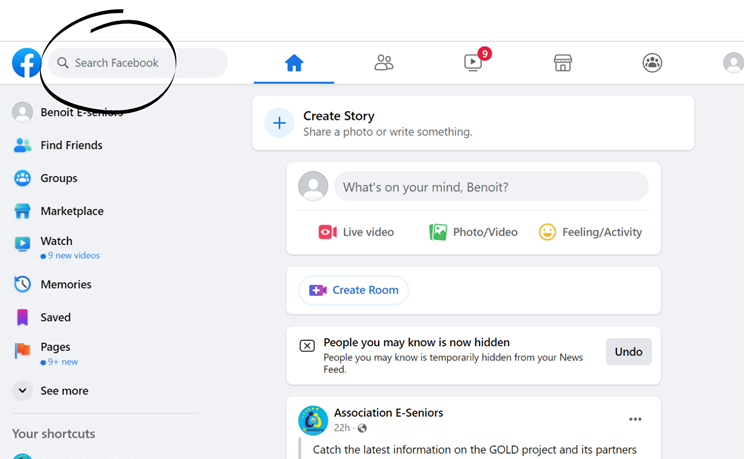 Search Facebook
9
Benoit E-seniors
Find Friends
Groups
Marketplace
Watch
9 new videos
Memories
Saved
Pages
9+ new
See more
Your shortcuts
Create Story
Share a photo or write something.
What's on your mind, Benoit?
Live video
Photo/Video
Feeling/Activity
Create Room
People you may know is now hidden
People you may know is temporarily hidden from your News
Feed.
Undo
Association E-Seniors
22h ·
Catch the latest information on the GOLD project and its partners